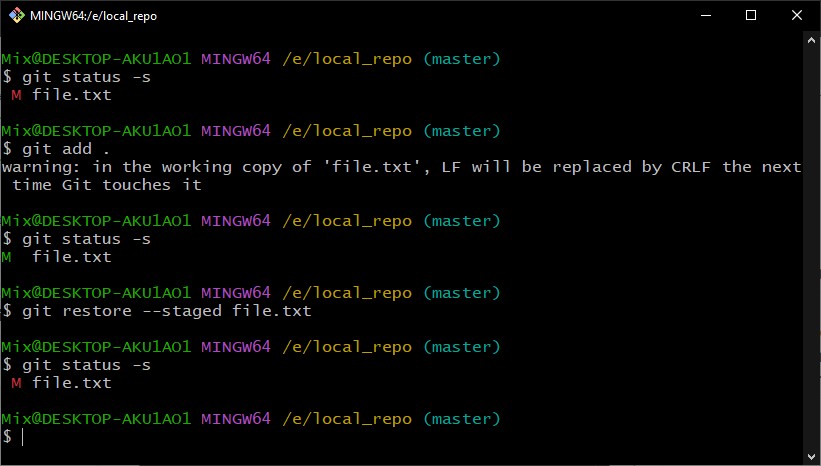 MINGW64:/e/local_repo
Mix@DESKTOP-AKU1AO1 MINGW64 /e/local_repo (master)
$ git status -s
 M file.txt
Mix@DESKTOP-AKU1AO1 MINGW64 /e/local_repo (master)
$ git add .
warning: in the working copy of 'file.txt', LF will be replaced by CRLF the next
 time Git touches it
Mix@DESKTOP-AKU1AO1 MINGW64 /e/local_repo (master)
$ git status -s
M  file.txt
Mix@DESKTOP-AKU1AO1 MINGW64 /e/local_repo (master)
$ git restore --staged file.txt
Mix@DESKTOP-AKU1AO1 MINGW64 /e/local_repo (master)
$ git status -s
 M file.txt
Mix@DESKTOP-AKU1AO1 MINGW64 /e/local_repo (master)
$